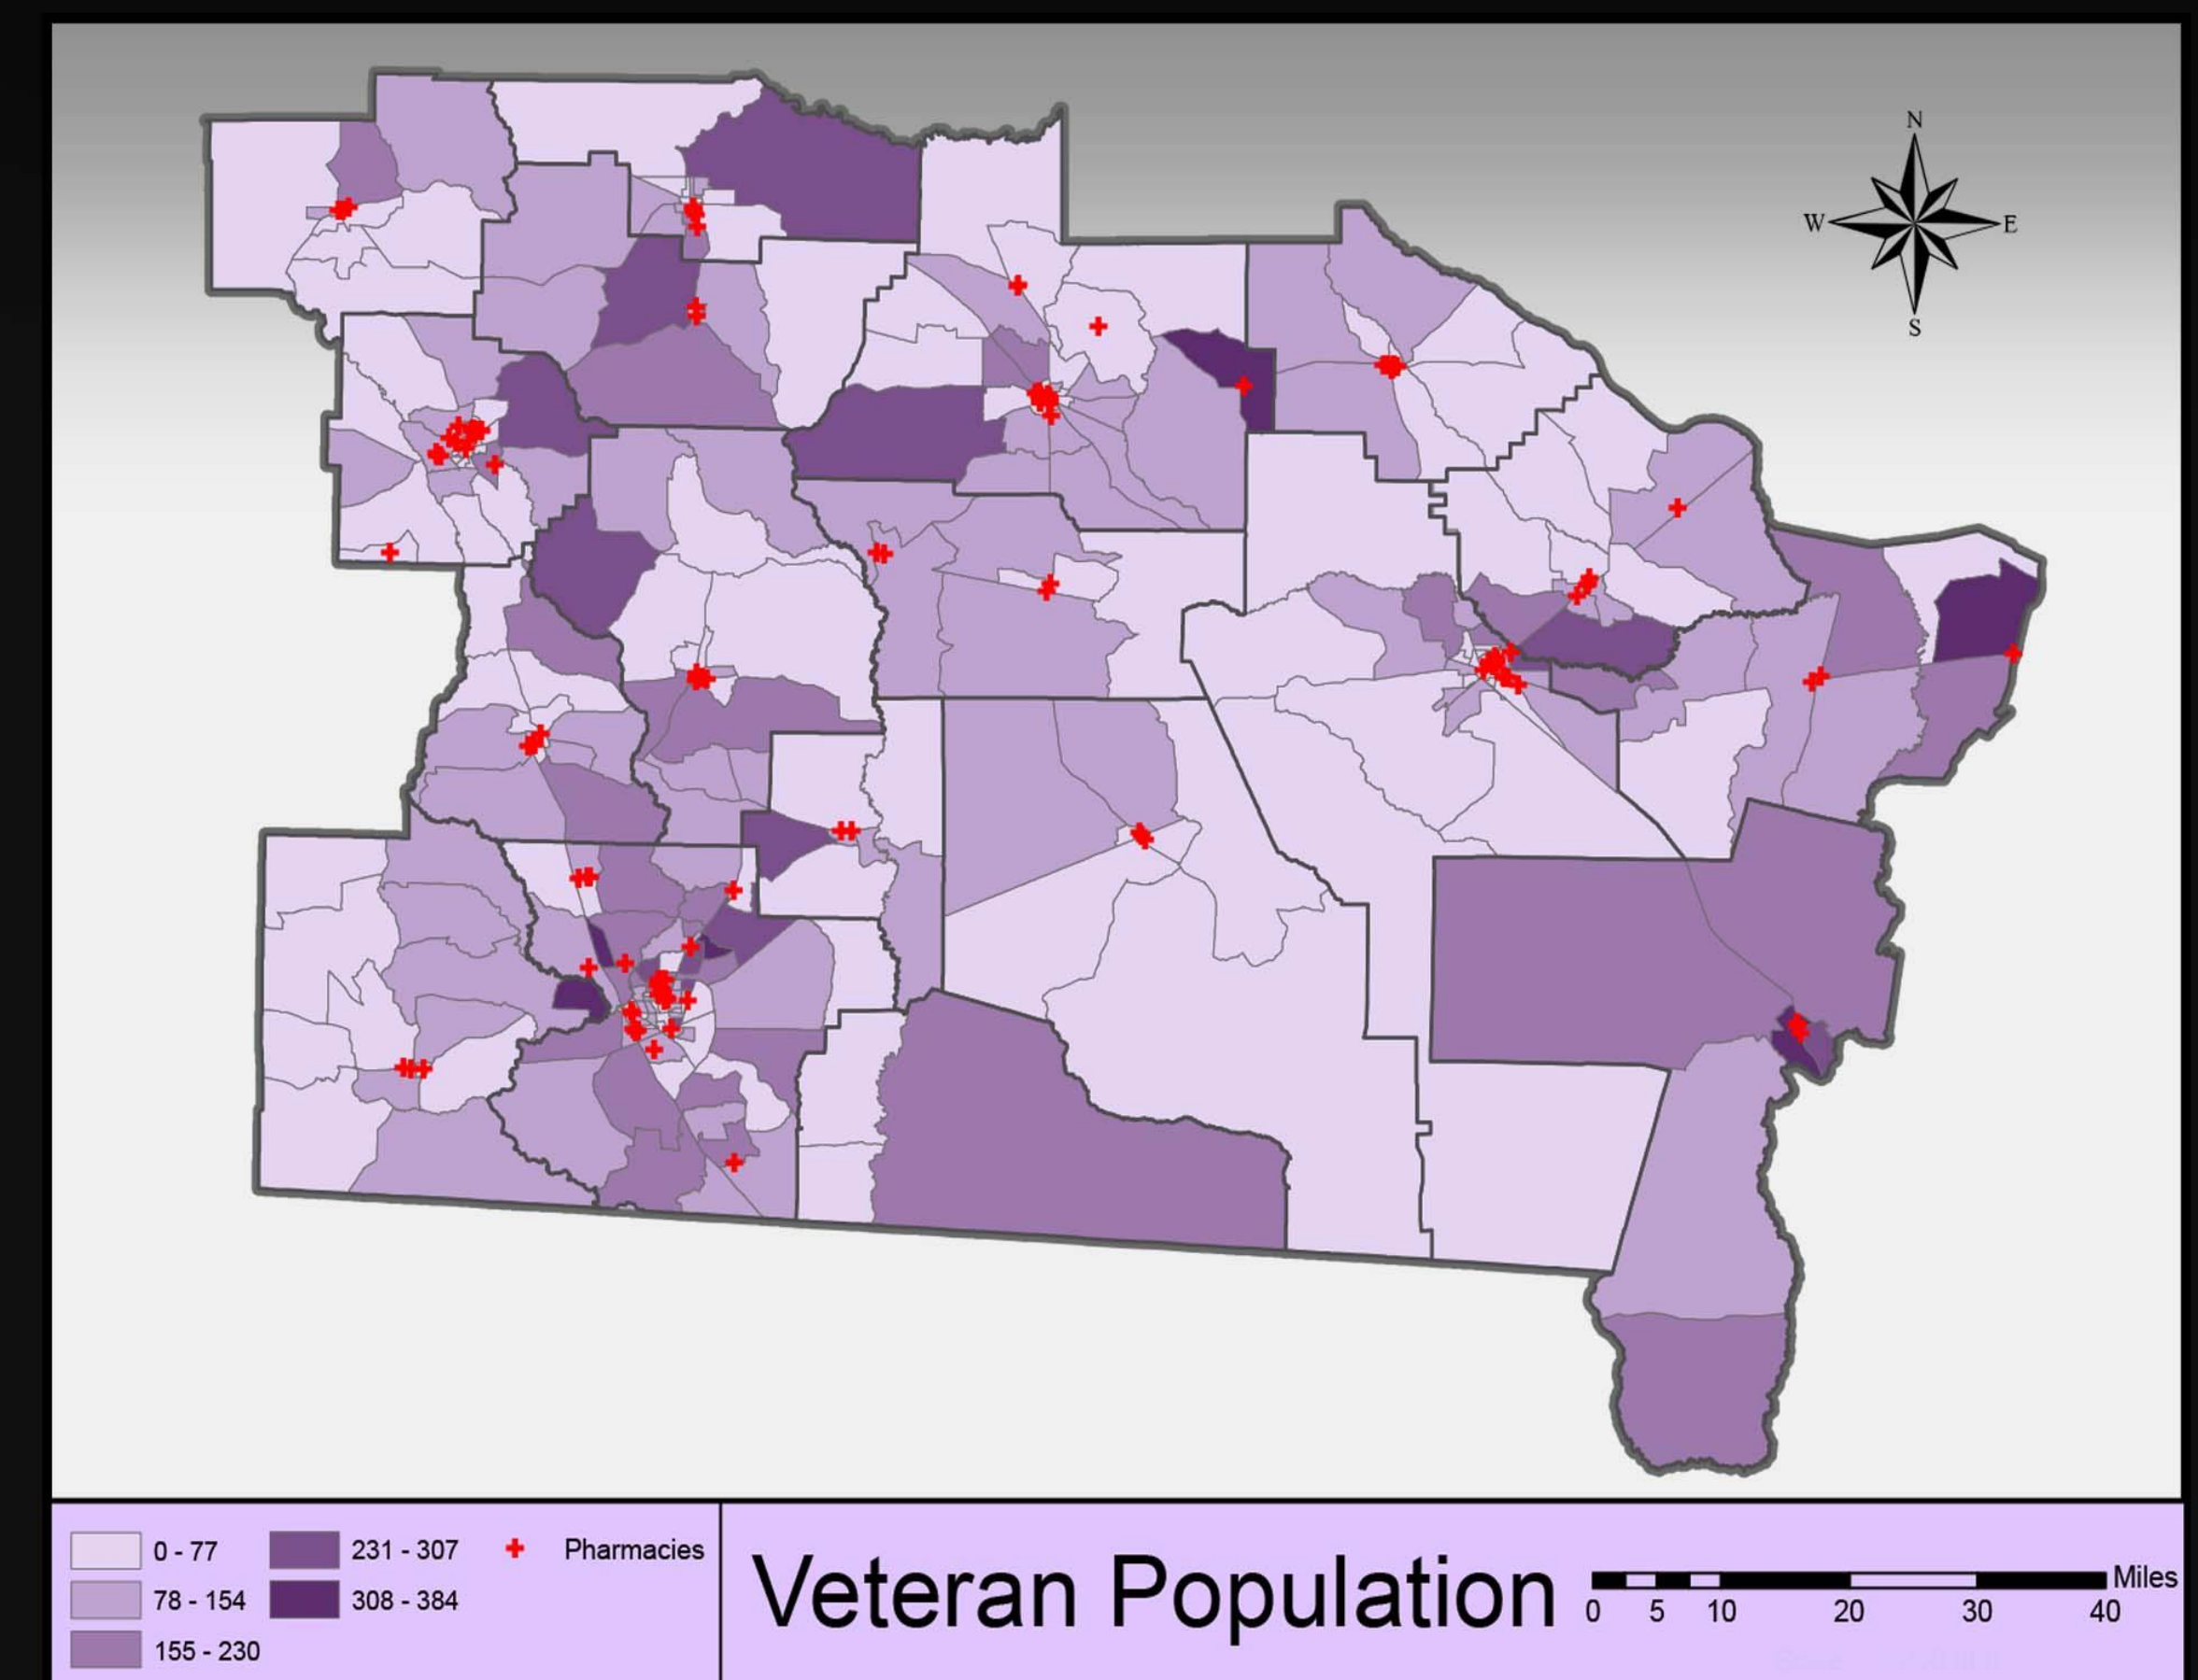 N
W E
S
0 - 77
78 - 154
155 - 230
231 - 307
308 - 384
Pharmacies
Veteran Population
Miles
0 5 10 20 30 40